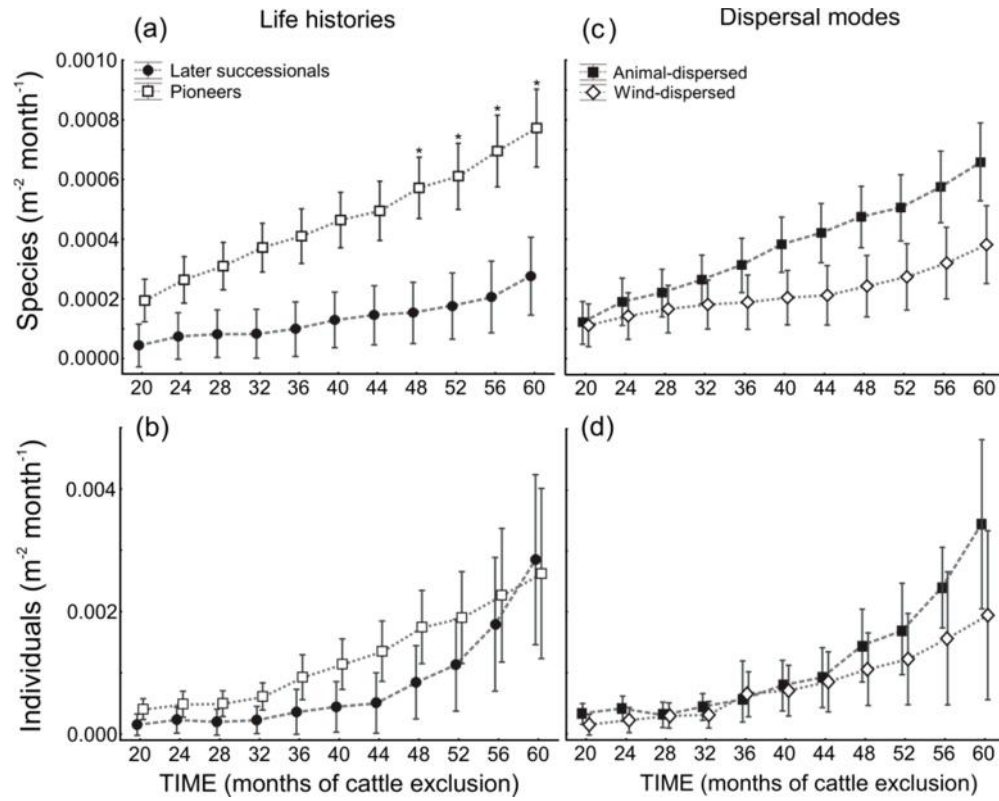 Life histories
Dispersal modes
(a)
(c)
Species (m-2 month-1)
0.0010
0.0008
0.0006
0.0004
0.0002
0.0000
Later successionals
Pioneers
* * * * *
Animal-dispersed
Wind-dispersed
20 24 28 32 36 40 44 48 52 56 60
20 24 28 32 36 40 44 48 52 56 60
(b)
(d)
Individuals (m-2 month-1)
0.004
0.002
0.000
20 24 28 32 36 40 44 48 52 56 60
20 24 28 32 36 40 44 48 52 56 60
TIME (months of cattle exclusion)
TIME (months of cattle exclusion)